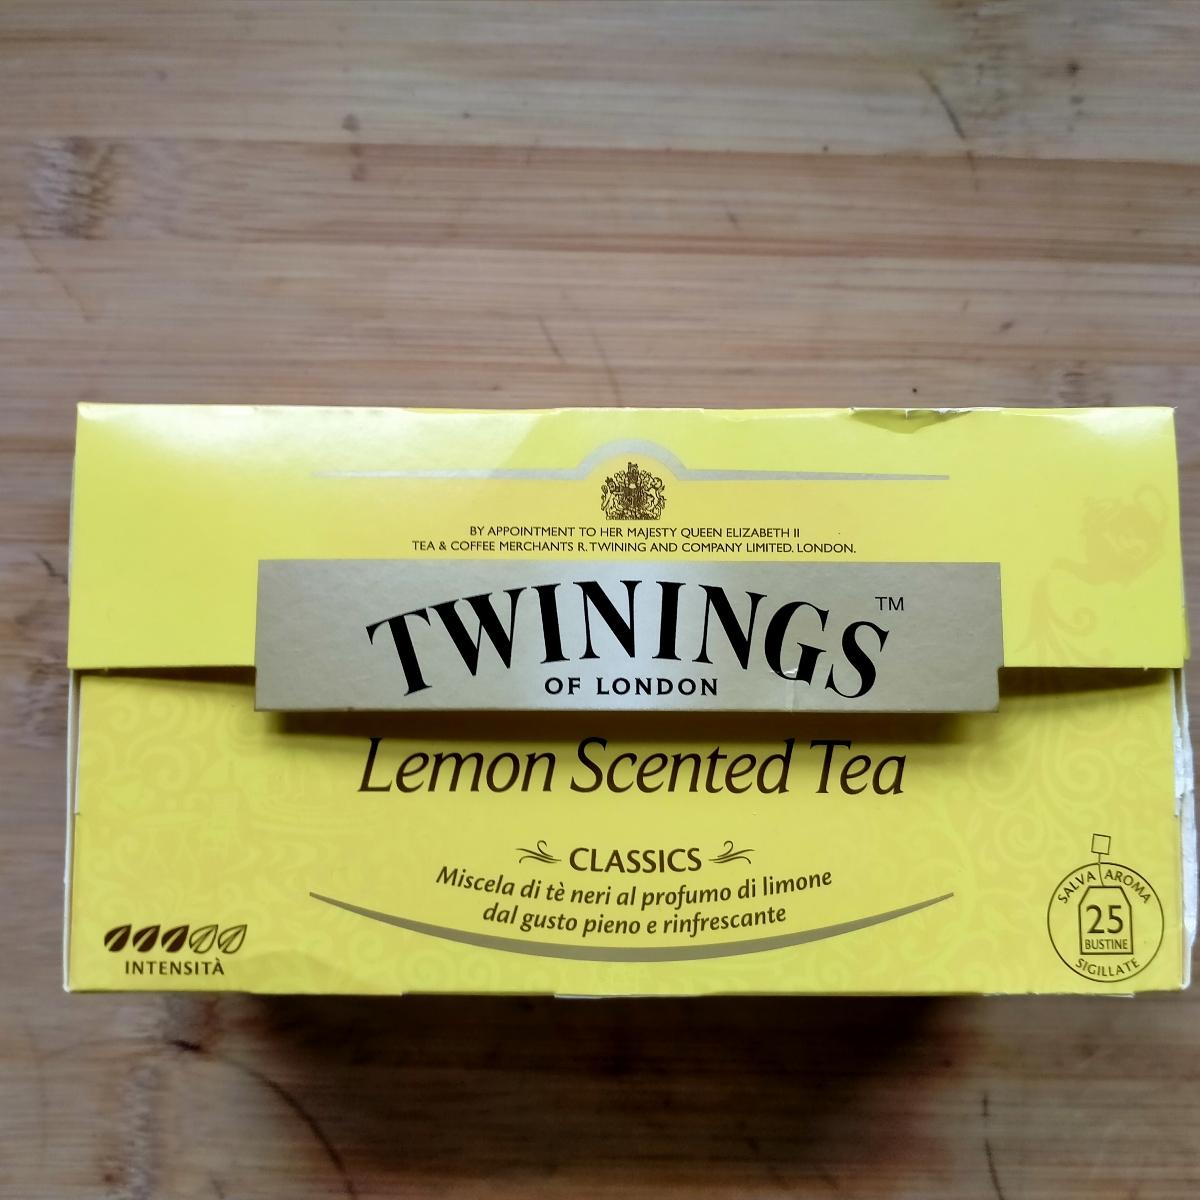 BY APPOINTMENT TO HER MAJESTY QUEEN ELIZABETH II
TEA & COFFEE MERCHANTS R. TWINING AND COMPANY LIMITED. LONDON.
TWININGS™
OF LONDON
Lemon Scented Tea
CLASSICS
Miscela di tè neri al profumo di limone
dal gusto pieno e rinfrescante
INTENSITÀ
SALVA AROMA
25
BUSTINE
SIGILLATE